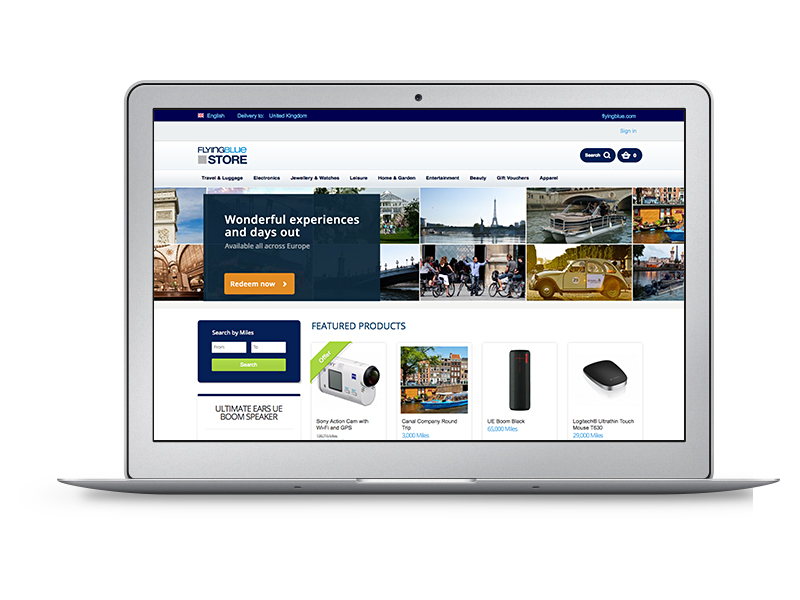 English Delivery to: United Kingdom flyingblue.com
Sign in
FLYINGBLUE
STORE
Search 0
Travel & Luggage Electronics Jewellery & Watches Leisure Home & Garden Entertainment Beauty Gift Vouchers Apparel
Wonderful experiences
and days out
Available all across Europe
Redeem now
Search by Miles
From To
Search
ULTIMATE EARS UE
BOOM SPEAKER
FEATURED PRODUCTS
Offer
Sony Action Cam with
Wi-Fi and GPS
Miles
Canal Company Round
Trip
3,000 Miles
UE Boom Black
65,000 Miles
Logitech® Ultrathin Touch
Mouse T630
29,000 Miles